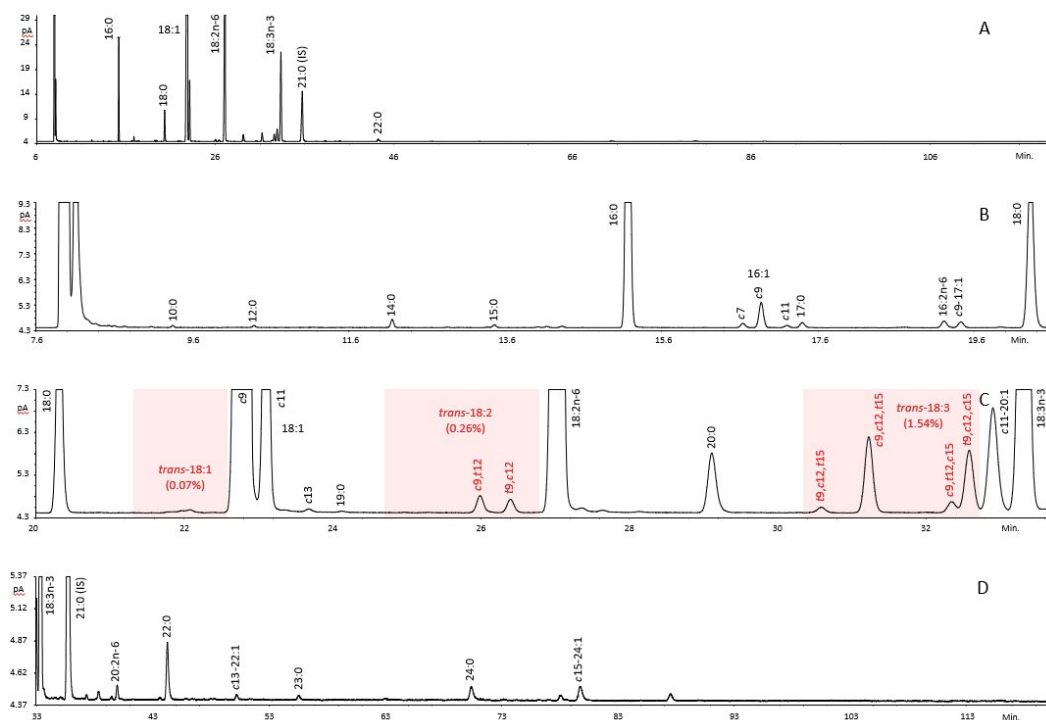 A
29
pA
24
19
14
9
4
16:0
18:0
18:1
18:2n-6
18:3n-3
21:0 (IS)
22:0
6
26
46
66
86
106
Min.
B
9.3
pA
8.3
7.3
6.3
5.3
4.3
10:0
12:0
14:0
15:0
16:0
16:1
c7
c9
c11
17:0
16:2n-6
c9-17:1
18:0
7.6
9.6
11.6
13.6
15.6
17.6
19.6
Min.
C
7.3
pA
6.3
5.3
4.3
18:0
trans-18:1
(0.07%)
c9
c11
18:1
c13
19:0
trans-18:2
(0.26%)
c9,t12
t9,c12
18:2n-6
20:0
trans-18:3
(1.54%)
t9,c12,t15
c9,c12,t15
c9,t12,c15
t9,c12,c15
c11-20:1
18:3n-3
20
22
24
26
28
30
32
Min.
D
5.37
pA
5.12
4.87
4.62
4.37
18:3n-3
21:0 (IS)
20:2n-6
22:0
c13-22:1
23:0
24:0
c15-24:1
33
43
53
63
73
83
93
103
113
Min.